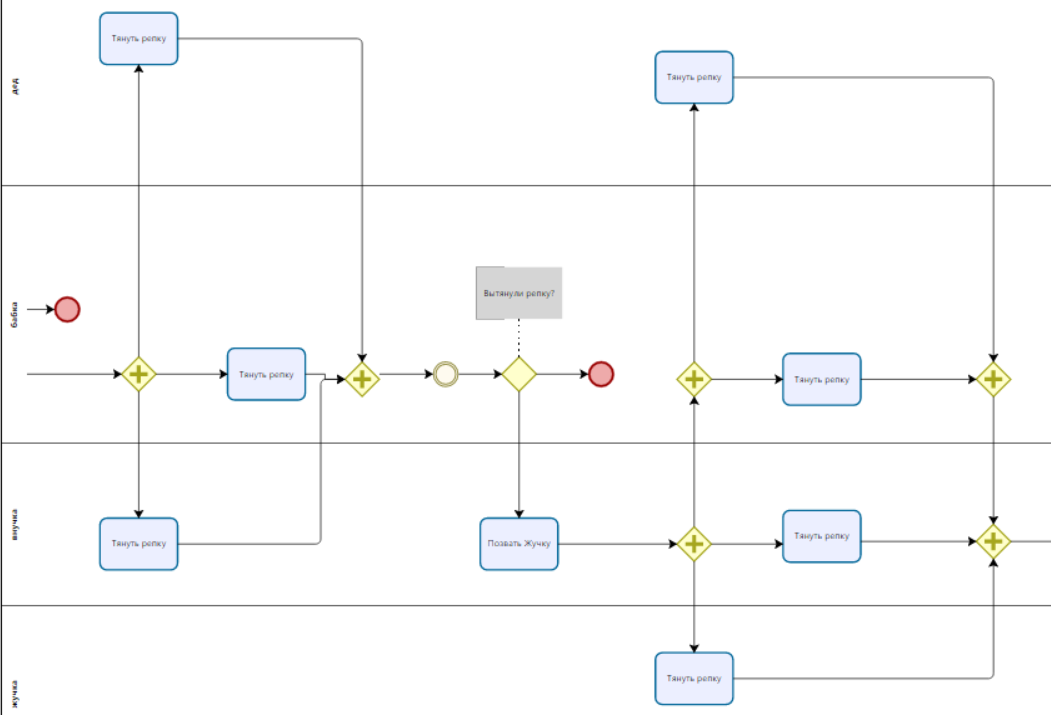 дед
Тянуть репку
Тянуть репку
бабка
Вытянули репку?
Тянуть репку
Тянуть репку
внучка
Тянуть репку
Позвать Жучку
Тянуть репку
жучка
Тянуть репку